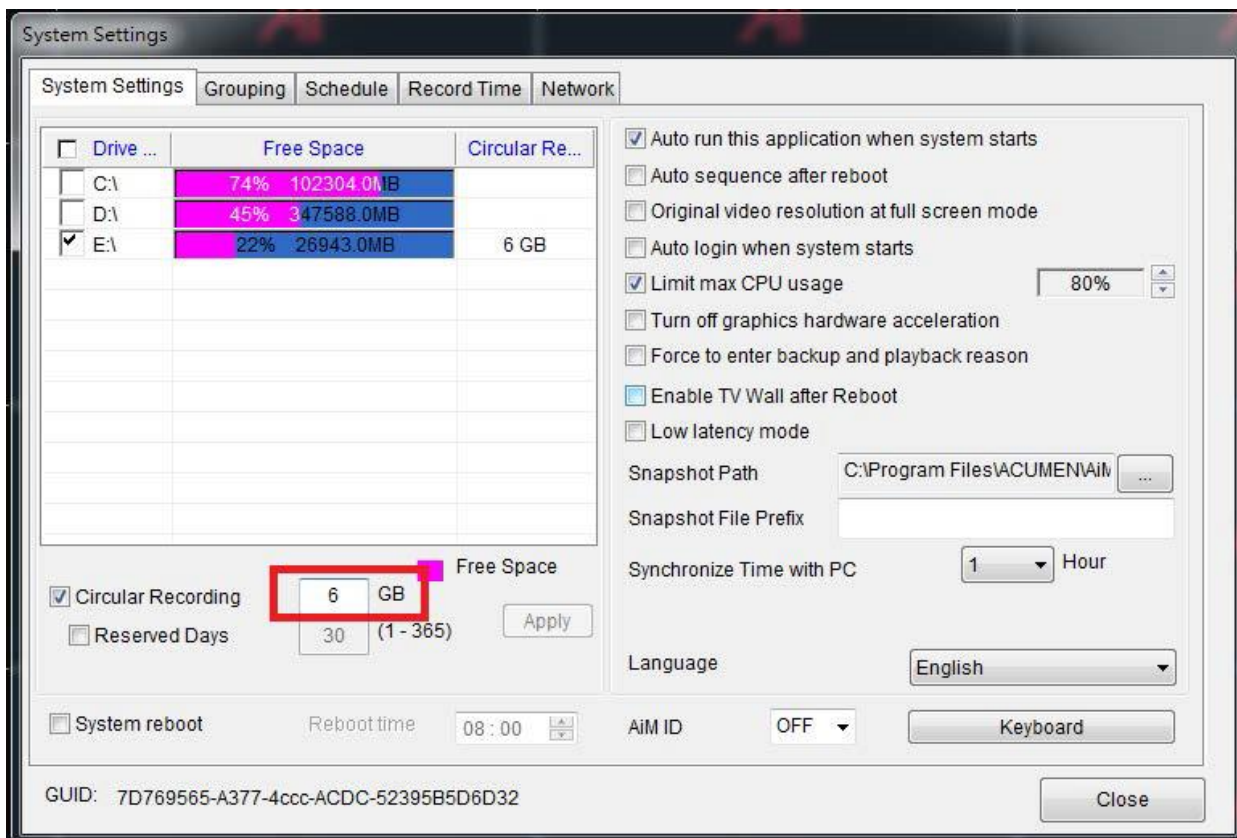 System Settings
System Settings Grouping Schedule Record Time Network
Drive ... Free Space Circular Re...
C:\ 74% 102304.0MB
D:\ 45% 347588.0MB
E:\ 22% 26943.0MB 6 GB
Free Space
Circular Recording 6 GB
Reserved Days 30 (1 - 365) Apply
Auto run this application when system starts
Auto sequence after reboot
Original video resolution at full screen mode
Auto login when system starts
Limit max CPU usage 80%
Turn off graphics hardware acceleration
Force to enter backup and playback reason
Enable TV Wall after Reboot
Low latency mode
Snapshot Path C:\Program Files\ACUMEN\AiM ...
Snapshot File Prefix
Synchronize Time with PC 1 Hour
Language English
System reboot Reboot time 08 : 00
AiM ID OFF Keyboard
GUID: 7D769565-A377-4ccc-ACDC-52395B5D6D32
Close